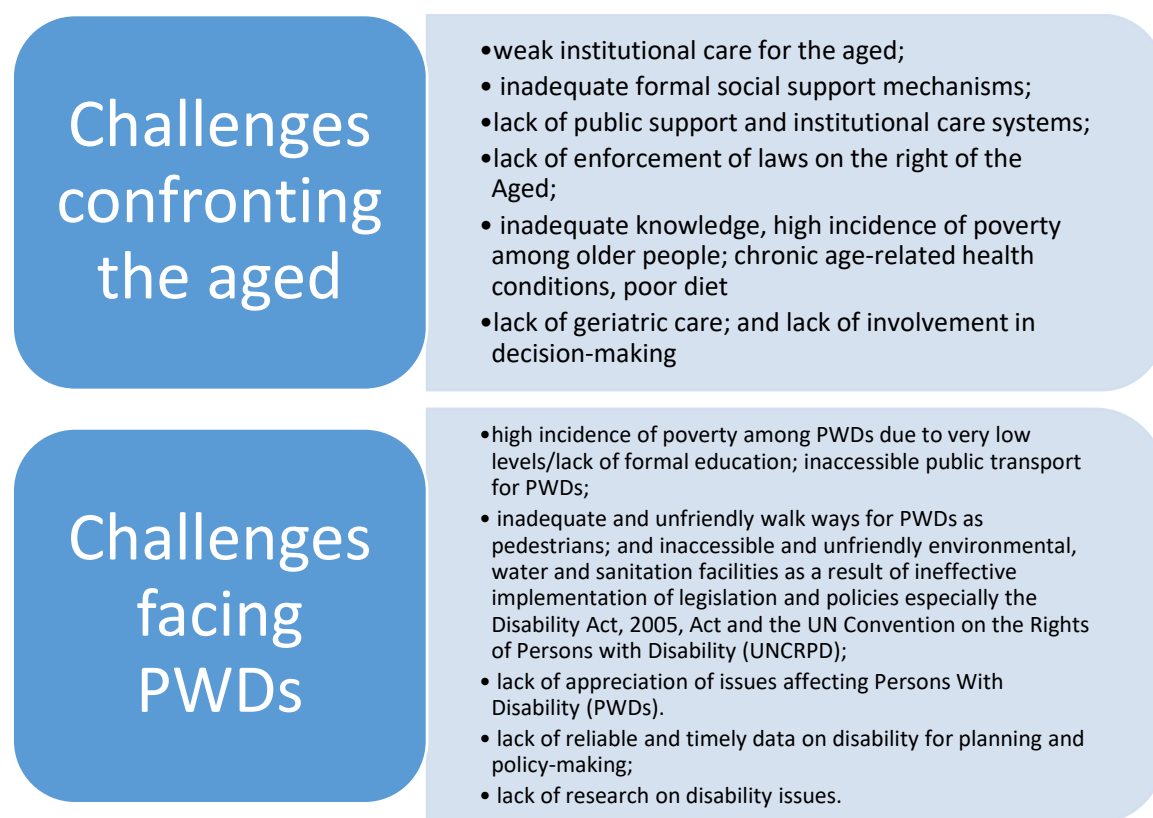 Challenges
confronting
the aged
•weak institutional care for the aged;
• inadequate formal social support mechanisms;
•lack of public support and institutional care systems;
•lack of enforcement of laws on the right of the
Aged;
• inadequate knowledge, high incidence of poverty
among older people; chronic age-related health
conditions, poor diet
•lack of geriatric care; and lack of involvement in
decision-making
Challenges
facing
PWDs
•high incidence of poverty among PWDs due to very low
levels/lack of formal education; inaccessible public transport
for PWDs;
• inadequate and unfriendly walk ways for PWDs as
pedestrians; and inaccessible and unfriendly environmental,
water and sanitation facilities as a result of ineffective
implementation of legislation and policies especially the
Disability Act, 2005, Act and the UN Convention on the Rights
of Persons with Disability (UNCRPD);
• lack of appreciation of issues affecting Persons With
Disability (PWDs).
• lack of reliable and timely data on disability for planning and
policy-making;
• lack of research on disability issues.